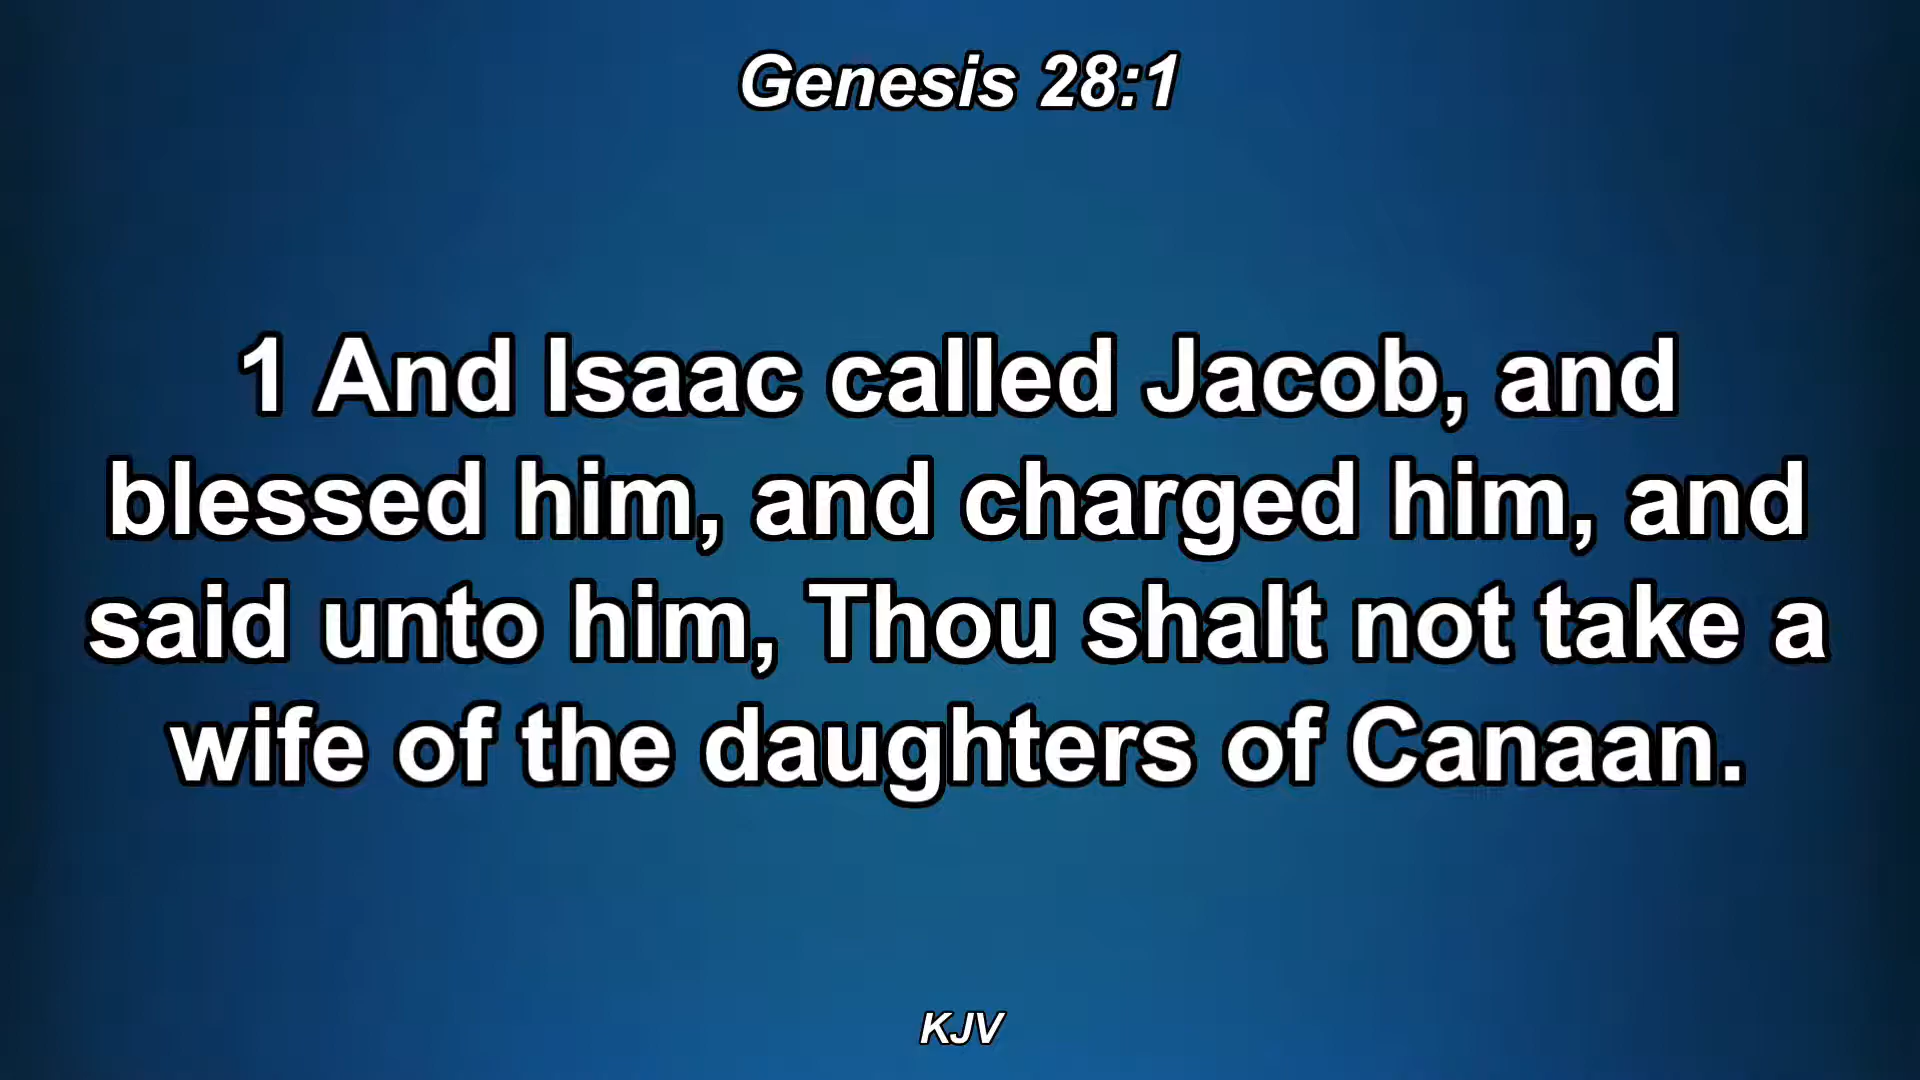 Genesis 28:1
1 And Isaac called Jacob, and
blessed him, and charged him, and
said unto him, Thou shalt not take a
wife of the daughters of Canaan.
KJV